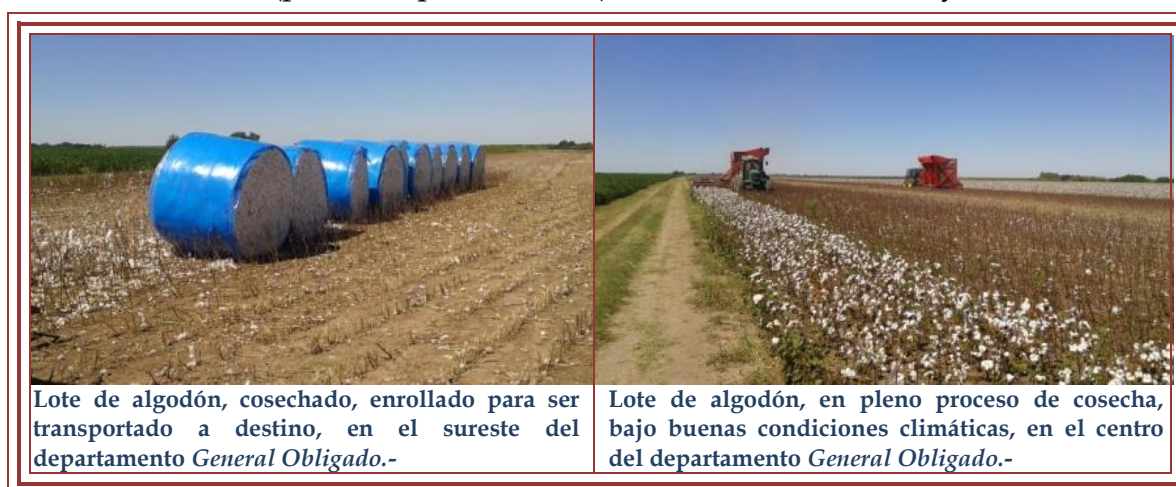 Lote de algodón, cosechado, enrollado para ser
transportado a destino, en el sureste del
departamento General Obligado.-
Lote de algodón, en pleno proceso de cosecha,
bajo buenas condiciones climáticas, en el centro
del departamento General Obligado.-